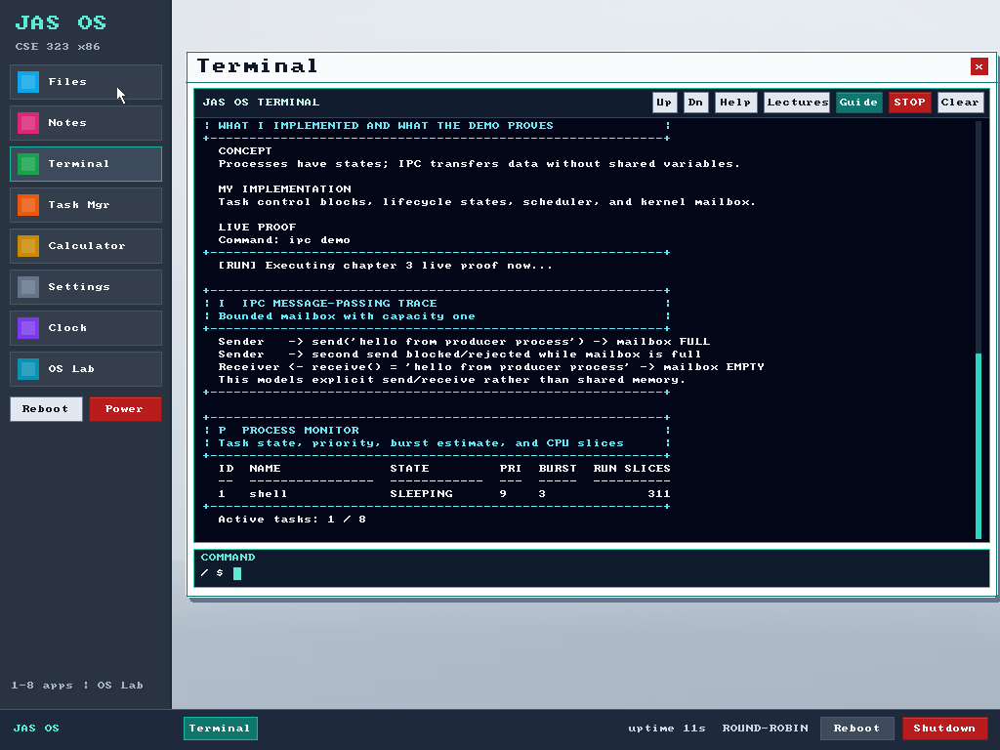 JAS OS
CSE 323 x86
Files
Notes
Terminal
Task Mgr
Calculator
Settings
Clock
OS Lab
Reboot Power
1-8 apps ¦ OS Lab
Terminal
x
JAS OS TERMINAL Up Dn Help Lectures Guide STOP Clear
¦ WHAT I IMPLEMENTED AND WHAT THE DEMO PROVES ¦
+----------------------------------------------------------+
CONCEPT
Processes have states; IPC transfers data without shared variables.
MY IMPLEMENTATION
Task control blocks, lifecycle states, scheduler, and kernel mailbox.
LIVE PROOF
Command: ipc demo
+----------------------------------------------------------+
[RUN] Executing chapter 3 live proof now...
+----------------------------------------------------------+
¦ I  IPC MESSAGE-PASSING TRACE ¦
¦ Bounded mailbox with capacity one ¦
+----------------------------------------------------------+
Sender   -> send('hello from producer process') -> mailbox FULL
Sender   -> second send blocked/rejected while mailbox is full
Receiver <- receive() = 'hello from producer process' -> mailbox EMPTY
This models explicit send/receive rather than shared memory.
+----------------------------------------------------------+
+----------------------------------------------------------+
¦ P  PROCESS MONITOR ¦
¦ Task state, priority, burst estimate, and CPU slices ¦
+----------------------------------------------------------+
ID  NAME              STATE         PRI  BURST  RUN SLICES
--  ----------------  ------------  ---  -----  ----------
1   shell             SLEEPING      9    3             311
+----------------------------------------------------------+
Active tasks: 1 / 8
COMMAND
/ $
JAS OS Terminal uptime 11s ROUND-ROBIN Reboot Shutdown